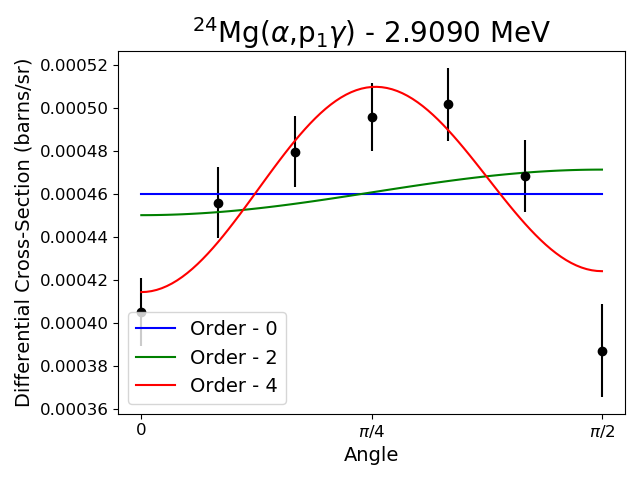 ²⁴Mg(α,p₁γ) - 2.9090 MeV
Differential Cross-Section (barns/sr)
0.00052
0.00050
0.00048
0.00046
0.00044
0.00042
0.00040
0.00038
0.00036
Order - 0
Order - 2
Order - 4
0
π/4
π/2
Angle